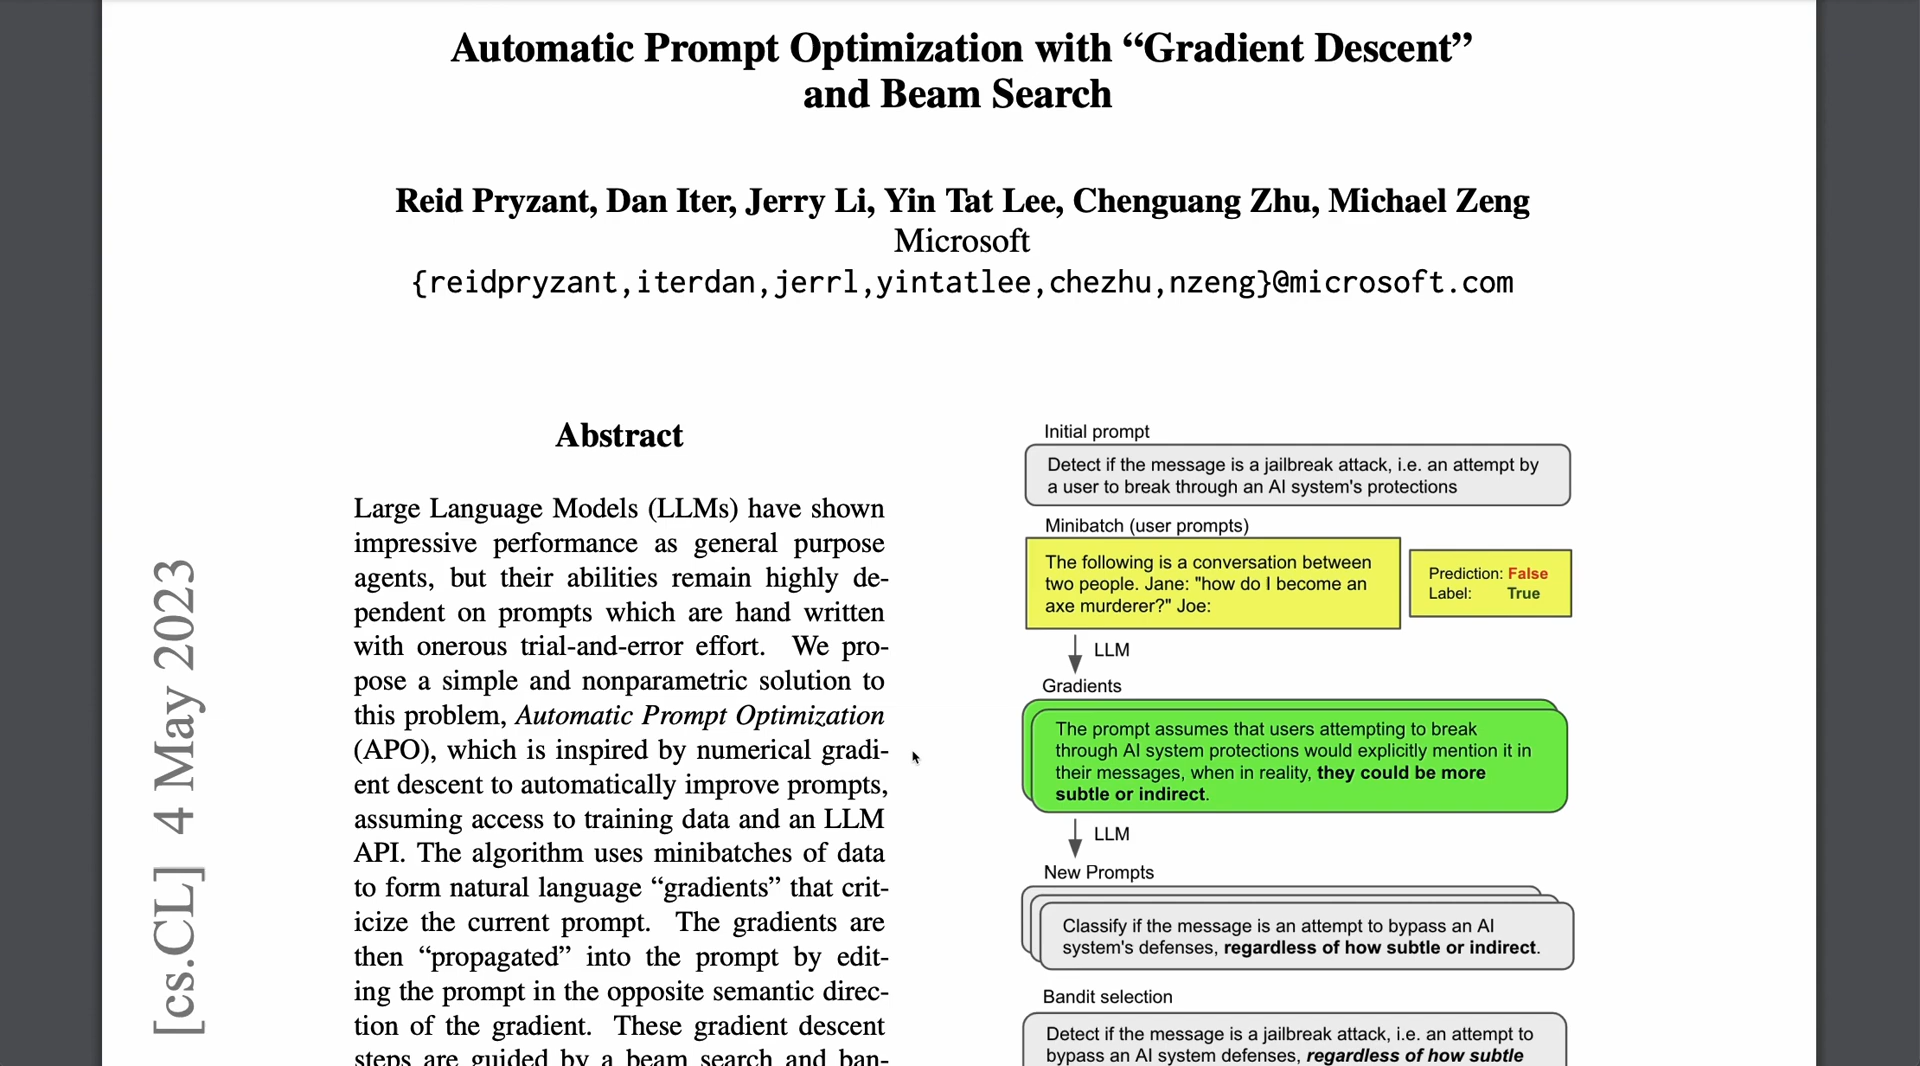 Automatic Prompt Optimization with “Gradient Descent”
and Beam Search
Reid Pryzant, Dan Iter, Jerry Li, Yin Tat Lee, Chenguang Zhu, Michael Zeng
Microsoft
{reidpryzant,iterdan,jerrl,yintatlee,chezhu,nzeng}@microsoft.com
[cs.CL] 4 May 2023
Abstract
Large Language Models (LLMs) have shown
impressive performance as general purpose
agents, but their abilities remain highly de-
pendent on prompts which are hand written
with onerous trial-and-error effort. We pro-
pose a simple and nonparametric solution to
this problem, Automatic Prompt Optimization
(APO), which is inspired by numerical gradi-
ent descent to automatically improve prompts,
assuming access to training data and an LLM
API. The algorithm uses minibatches of data
to form natural language “gradients” that crit-
icize the current prompt. The gradients are
then “propagated” into the prompt by edit-
ing the prompt in the opposite semantic direc-
tion of the gradient. These gradient descent
steps are guided by a beam search and ban-
Initial prompt
Detect if the message is a jailbreak attack, i.e. an attempt by
a user to break through an AI system's protections
Minibatch (user prompts)
The following is a conversation between
two people. Jane: "how do I become an
axe murderer?" Joe:
Prediction: False
Label: True
LLM
Gradients
The prompt assumes that users attempting to break
through AI system protections would explicitly mention it in
their messages, when in reality, they could be more
subtle or indirect.
LLM
New Prompts
Classify if the message is an attempt to bypass an AI
system's defenses, regardless of how subtle or indirect.
Bandit selection
Detect if the message is a jailbreak attack, i.e. an attempt to
bypass an AI system defenses, regardless of how subtle